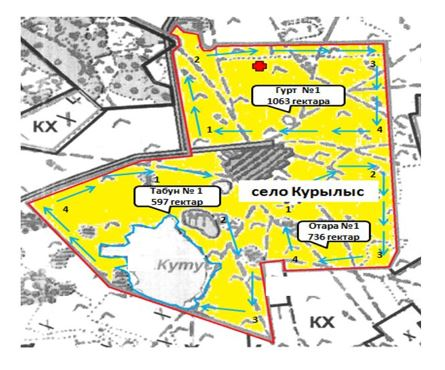 2
3
Гурт №1
1063 гектара
КХ
1
4
1
2
Табун № 1
597 гектар
село Курылыс
4
2
1
Отара №1
736 гектар
Куту
4
3
3
КХ